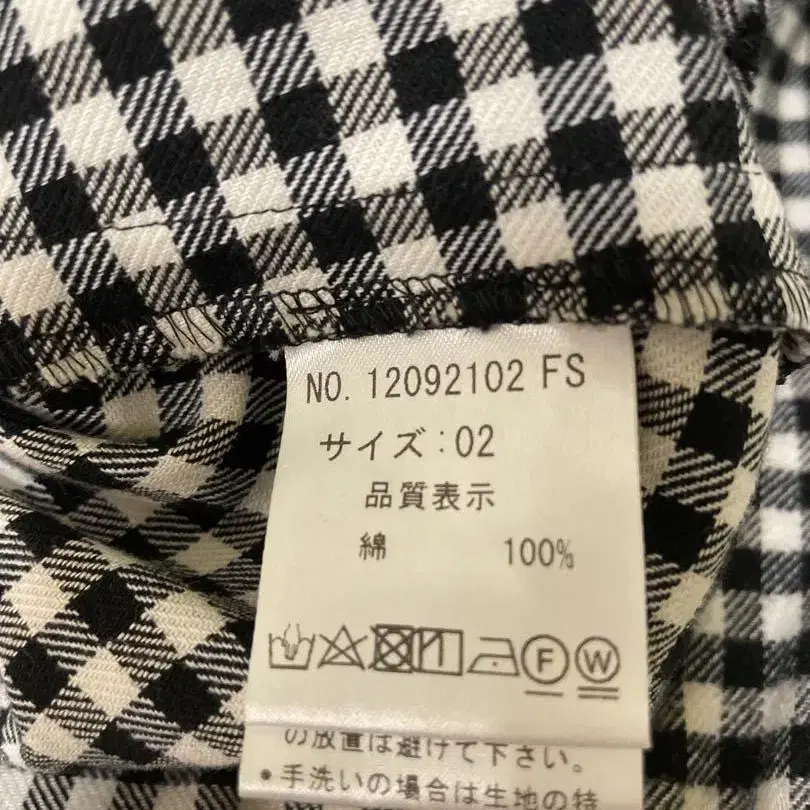 NO. 12092102 FS
サイズ:02
品質表示
綿 100%
F W
の放置は避けて下さい。
•手洗いの場合は生地の特